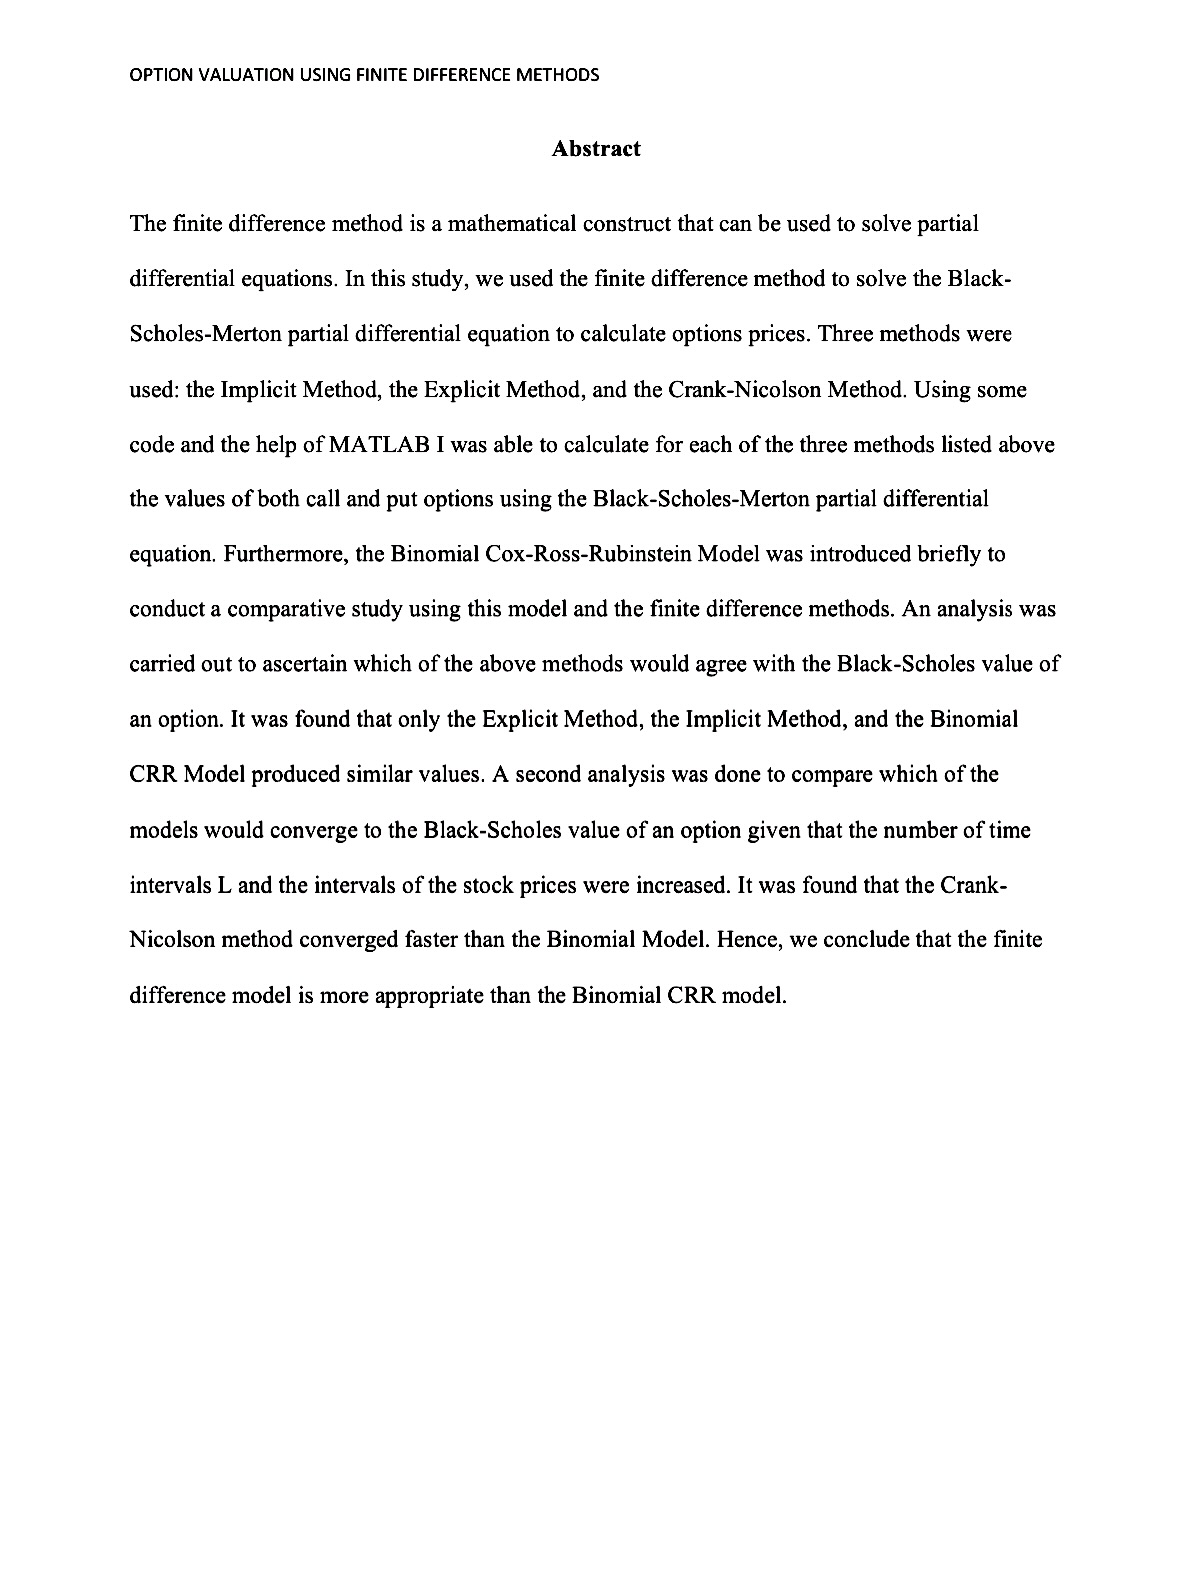 OPTION VALUATION USING FINITE DIFFERENCE METHODS
Abstract
The finite difference method is a mathematical construct that can be used to solve partial
differential equations. In this study, we used the finite difference method to solve the Black-
Scholes-Merton partial differential equation to calculate options prices. Three methods were
used: the Implicit Method, the Explicit Method, and the Crank-Nicolson Method. Using some
code and the help of MATLAB I was able to calculate for each of the three methods listed above
the values of both call and put options using the Black-Scholes-Merton partial differential
equation. Furthermore, the Binomial Cox-Ross-Rubinstein Model was introduced briefly to
conduct a comparative study using this model and the finite difference methods. An analysis was
carried out to ascertain which of the above methods would agree with the Black-Scholes value of
an option. It was found that only the Explicit Method, the Implicit Method, and the Binomial
CRR Model produced similar values. A second analysis was done to compare which of the
models would converge to the Black-Scholes value of an option given that the number of time
intervals L and the intervals of the stock prices were increased. It was found that the Crank-
Nicolson method converged faster than the Binomial Model. Hence, we conclude that the finite
difference model is more appropriate than the Binomial CRR model.